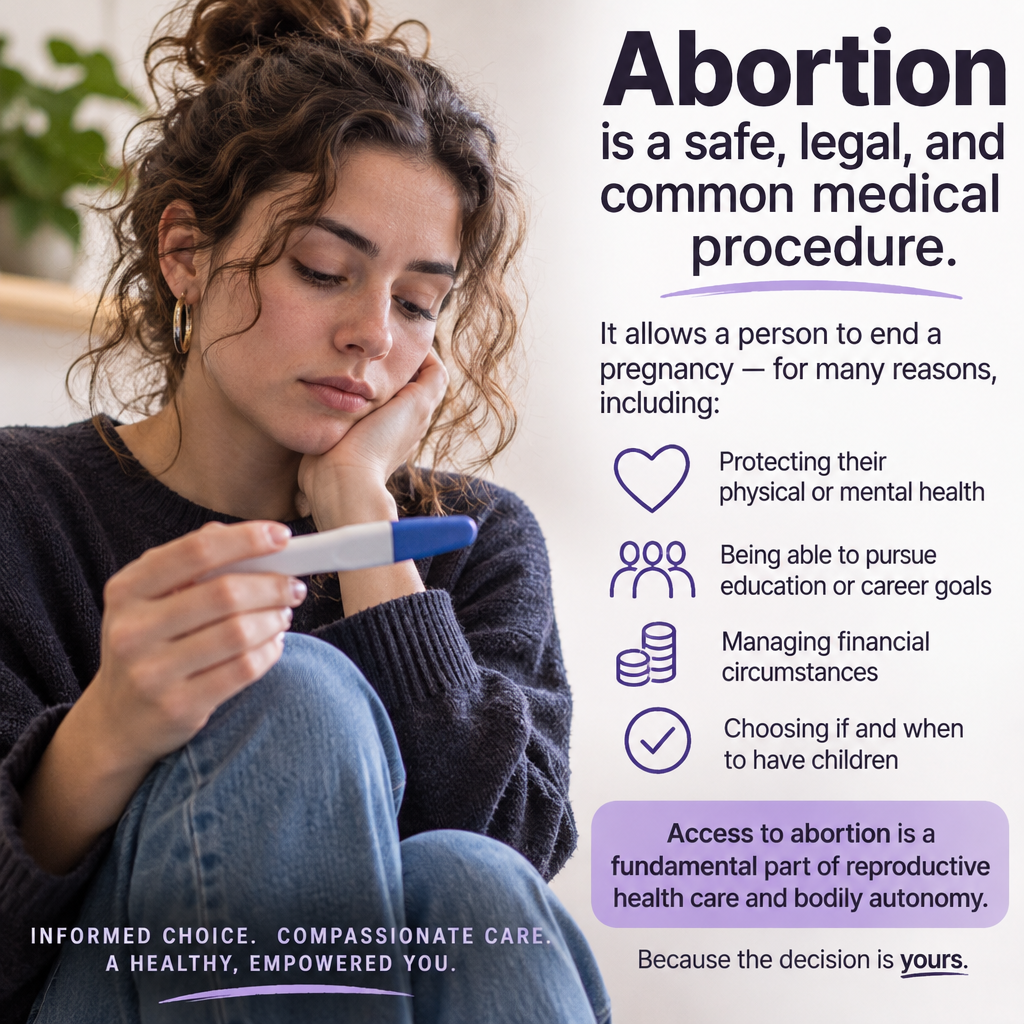 Abortion
is a safe, legal, and
common medical
procedure.
It allows a person to end a
pregnancy — for many reasons,
including:
Protecting their
physical or mental health
Being able to pursue
education or career goals
Managing financial
circumstances
Choosing if and when
to have children
Access to abortion is a
fundamental part of reproductive
health care and bodily autonomy.
Because the decision is yours.
INFORMED CHOICE. COMPASSIONATE CARE.
A HEALTHY, EMPOWERED YOU.